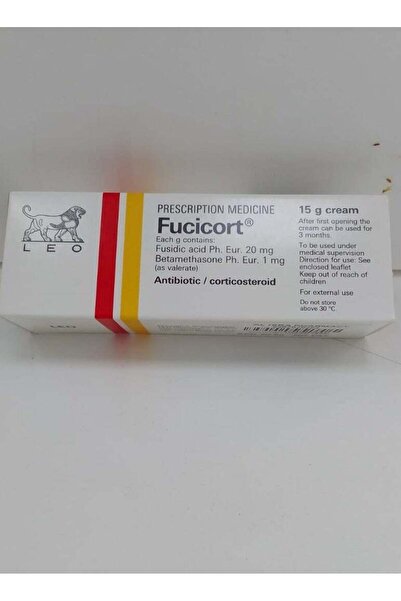 PRESCRIPTION MEDICINE
Fucicort®
Each g contains:
Fusidic acid Ph. Eur. 20 mg
Betamethasone Ph. Eur. 1 mg
(as valerate)
Antibiotic / corticosteroid
15 g cream
After first opening the
cream can be used for
3 months.
To be used under
medical supervision
Direction for use: See
enclosed leaflet
Keep out of reach of
children
For external use
Do not store
above 30 °C.
LEO
LEO